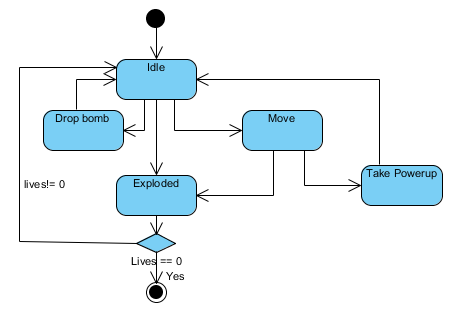 Idle
Drop bomb
Move
Take Powerup
Exploded
lives!= 0
Lives == 0
Yes